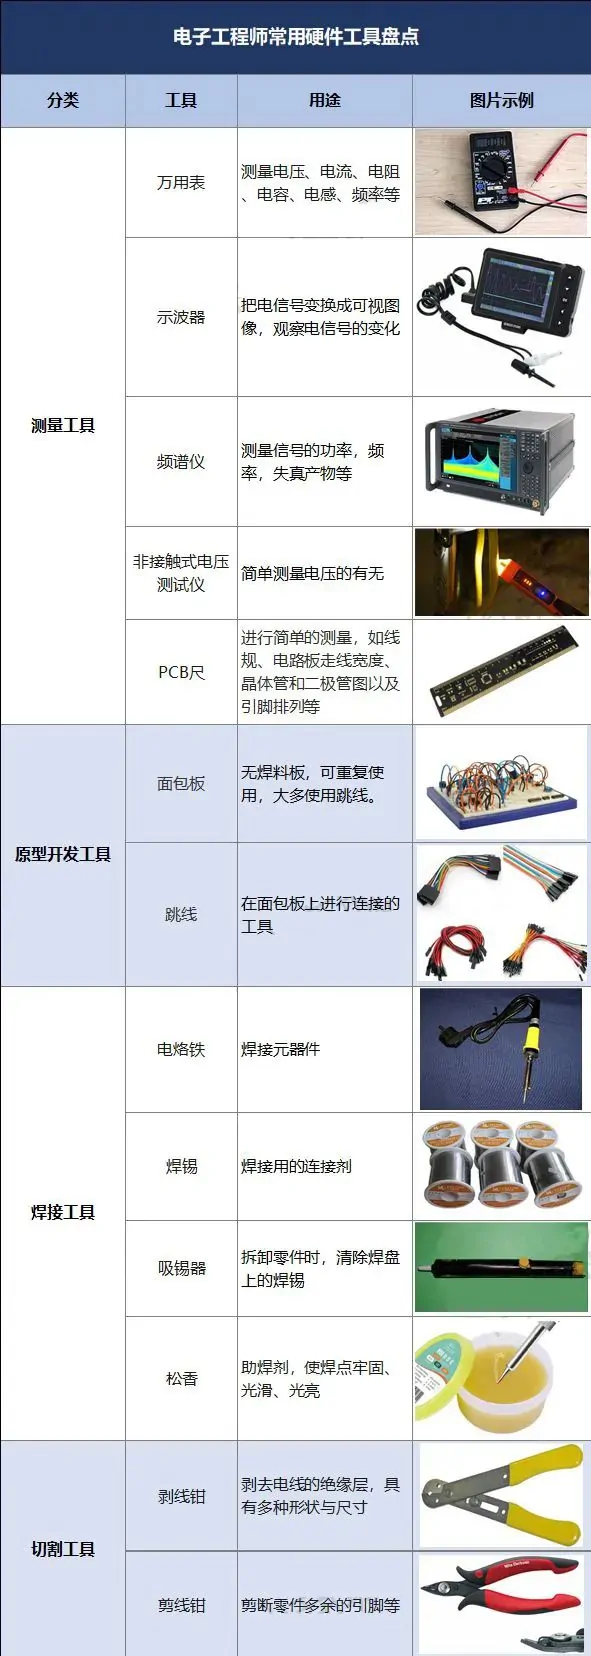 电子工程师常用硬件工具盘点
分类 工具 用途 图片示例
测量工具
万用表
测量电压、电流、电阻
、电容、电感、频率等
示波器
把电信号变换成可视图
像，观察电信号的变化
频谱仪
测量信号的功率，频
率，失真产物等
非接触式电压
测试仪
简单测量电压的有无
PCB尺
进行简单的测量，如线
规、电路板走线宽度、
晶体管和二极管图以及
引脚排列等
原型开发工具
面包板
无焊料板，可重复使
用，大多使用跳线。
跳线
在面包板上进行连接的
工具
焊接工具
电烙铁
焊接元器件
焊锡
焊接用的连接剂
吸锡器
拆卸零件时，清除焊盘
上的焊锡
松香
助焊剂，使焊点牢固、
光滑、光亮
切割工具
剥线钳
剥去电线的绝缘层，具
有多种形状与尺寸
剪线钳
剪断零件多余的引脚等